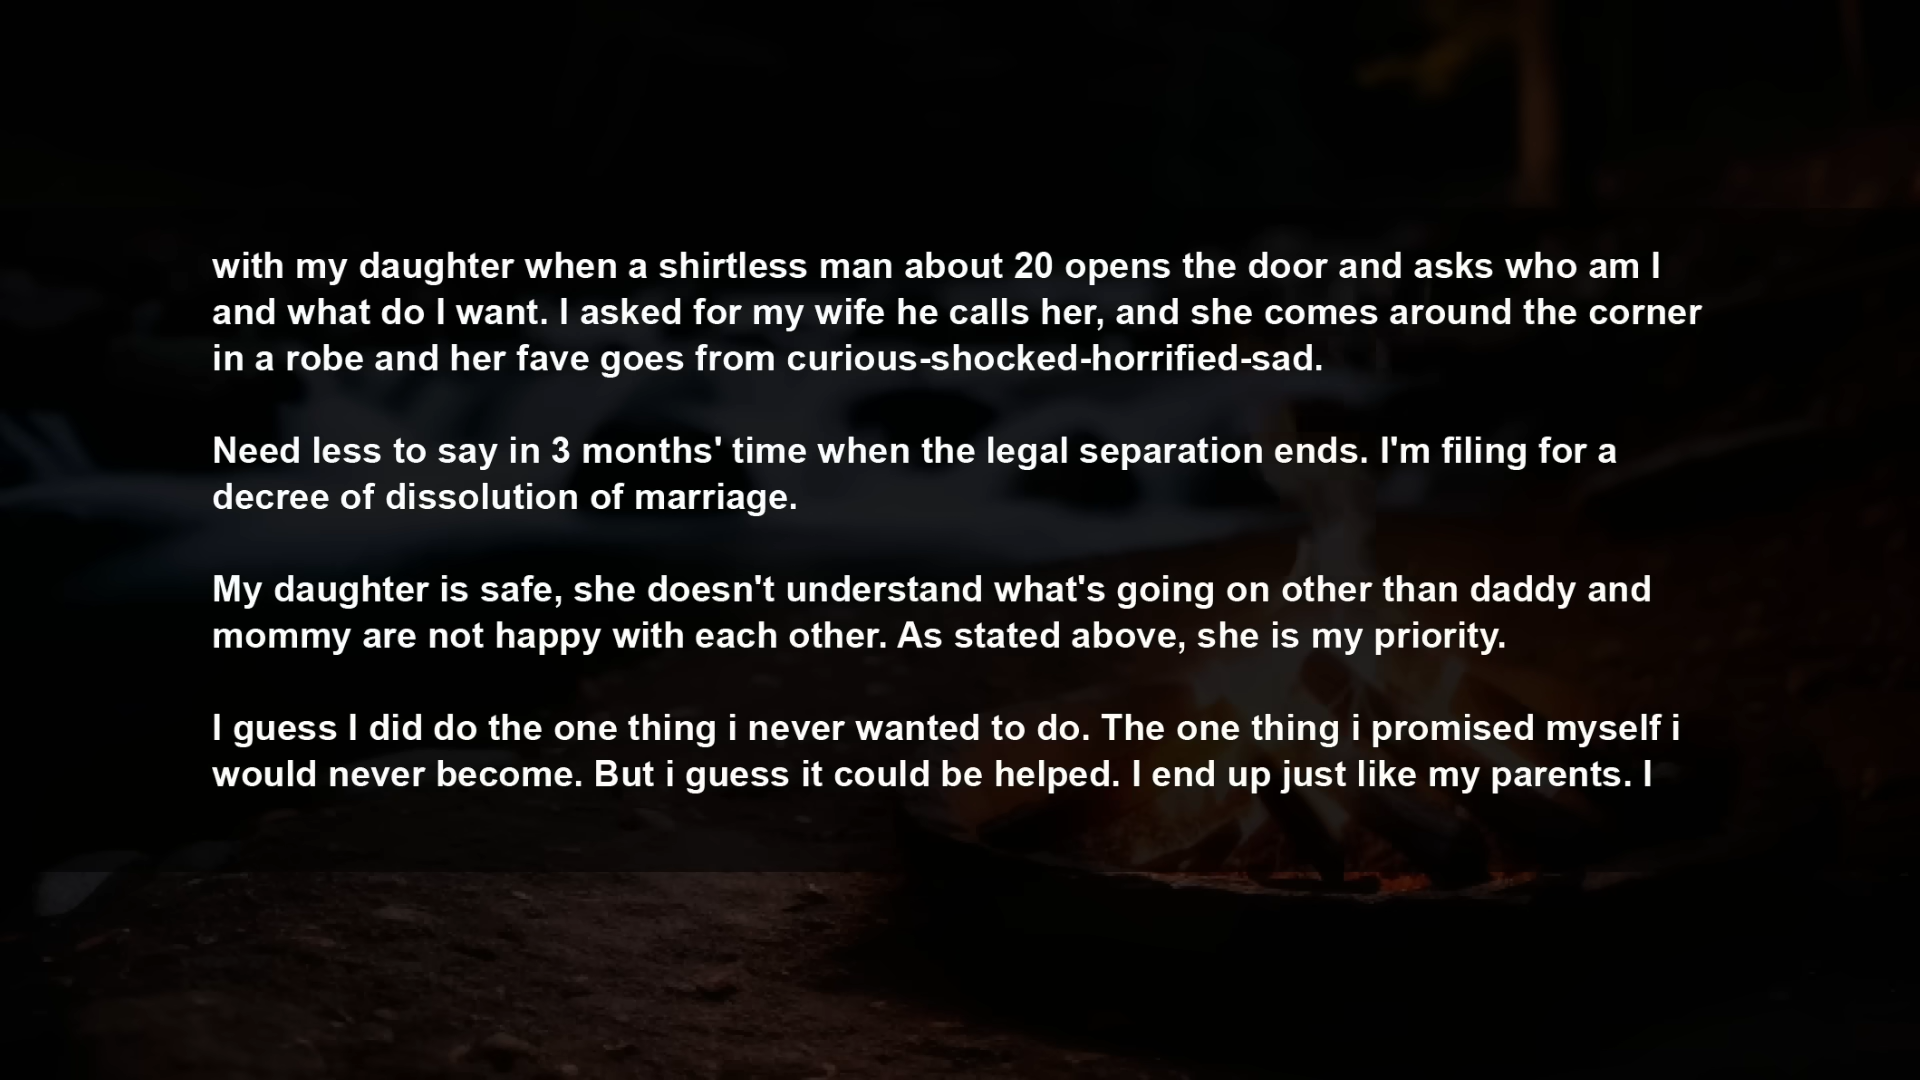 with my daughter when a shirtless man about 20 opens the door and asks who am I
and what do I want. I asked for my wife he calls her, and she comes around the corner
in a robe and her fave goes from curious-shocked-horrified-sad.
Need less to say in 3 months' time when the legal separation ends. I'm filing for a
decree of dissolution of marriage.
My daughter is safe, she doesn't understand what's going on other than daddy and
mommy are not happy with each other. As stated above, she is my priority.
I guess I did do the one thing i never wanted to do. The one thing i promised myself i
would never become. But i guess it could be helped. I end up just like my parents. I